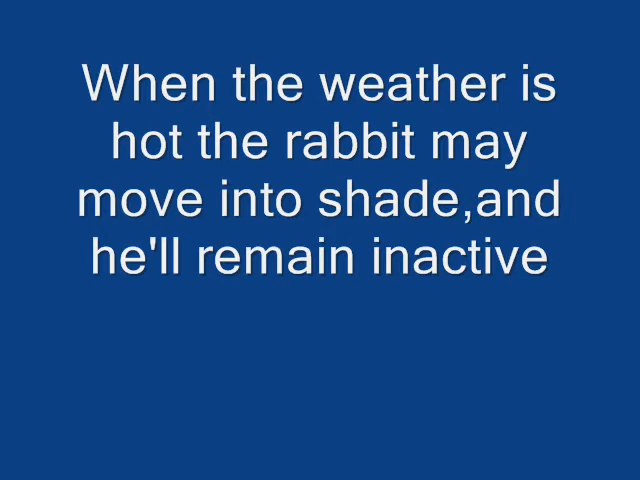 When the weather is
hot the rabbit may
move into shade,and
he'll remain inactive